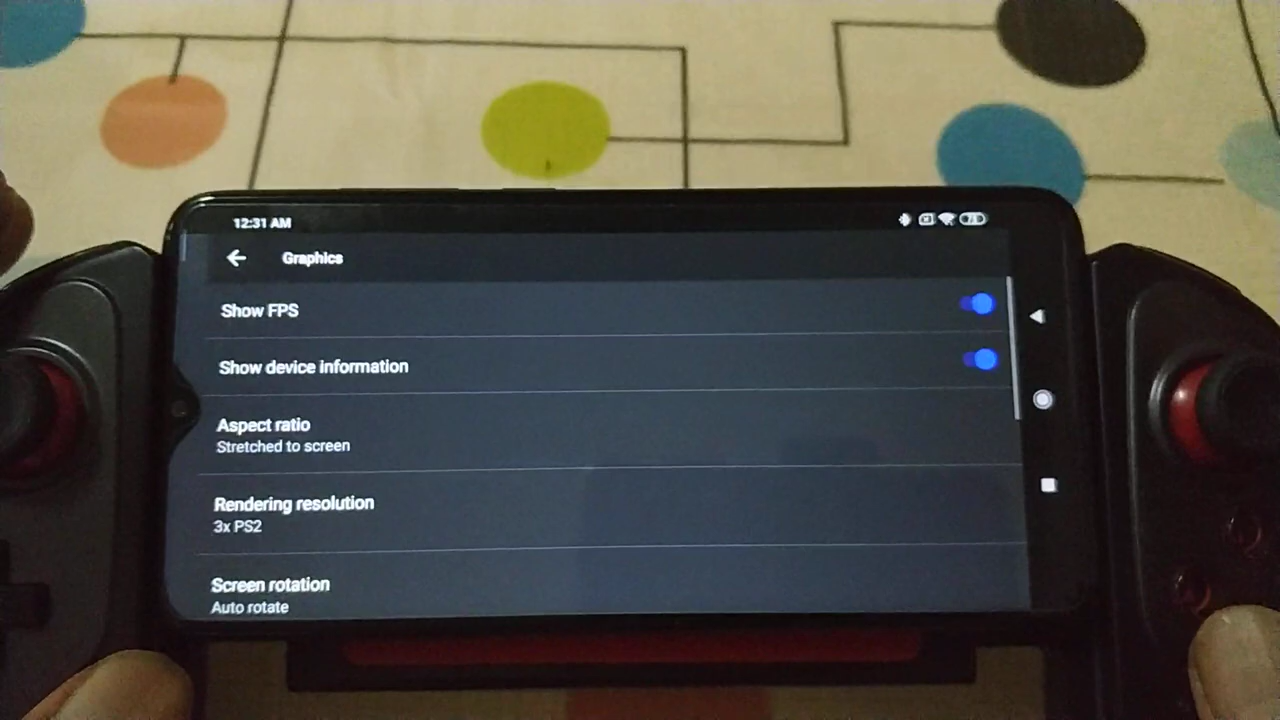 12:31 AM
Graphics
Show FPS
Show device information
Aspect ratio
Stretched to screen
Rendering resolution
3x PS2
Screen rotation
Auto rotate